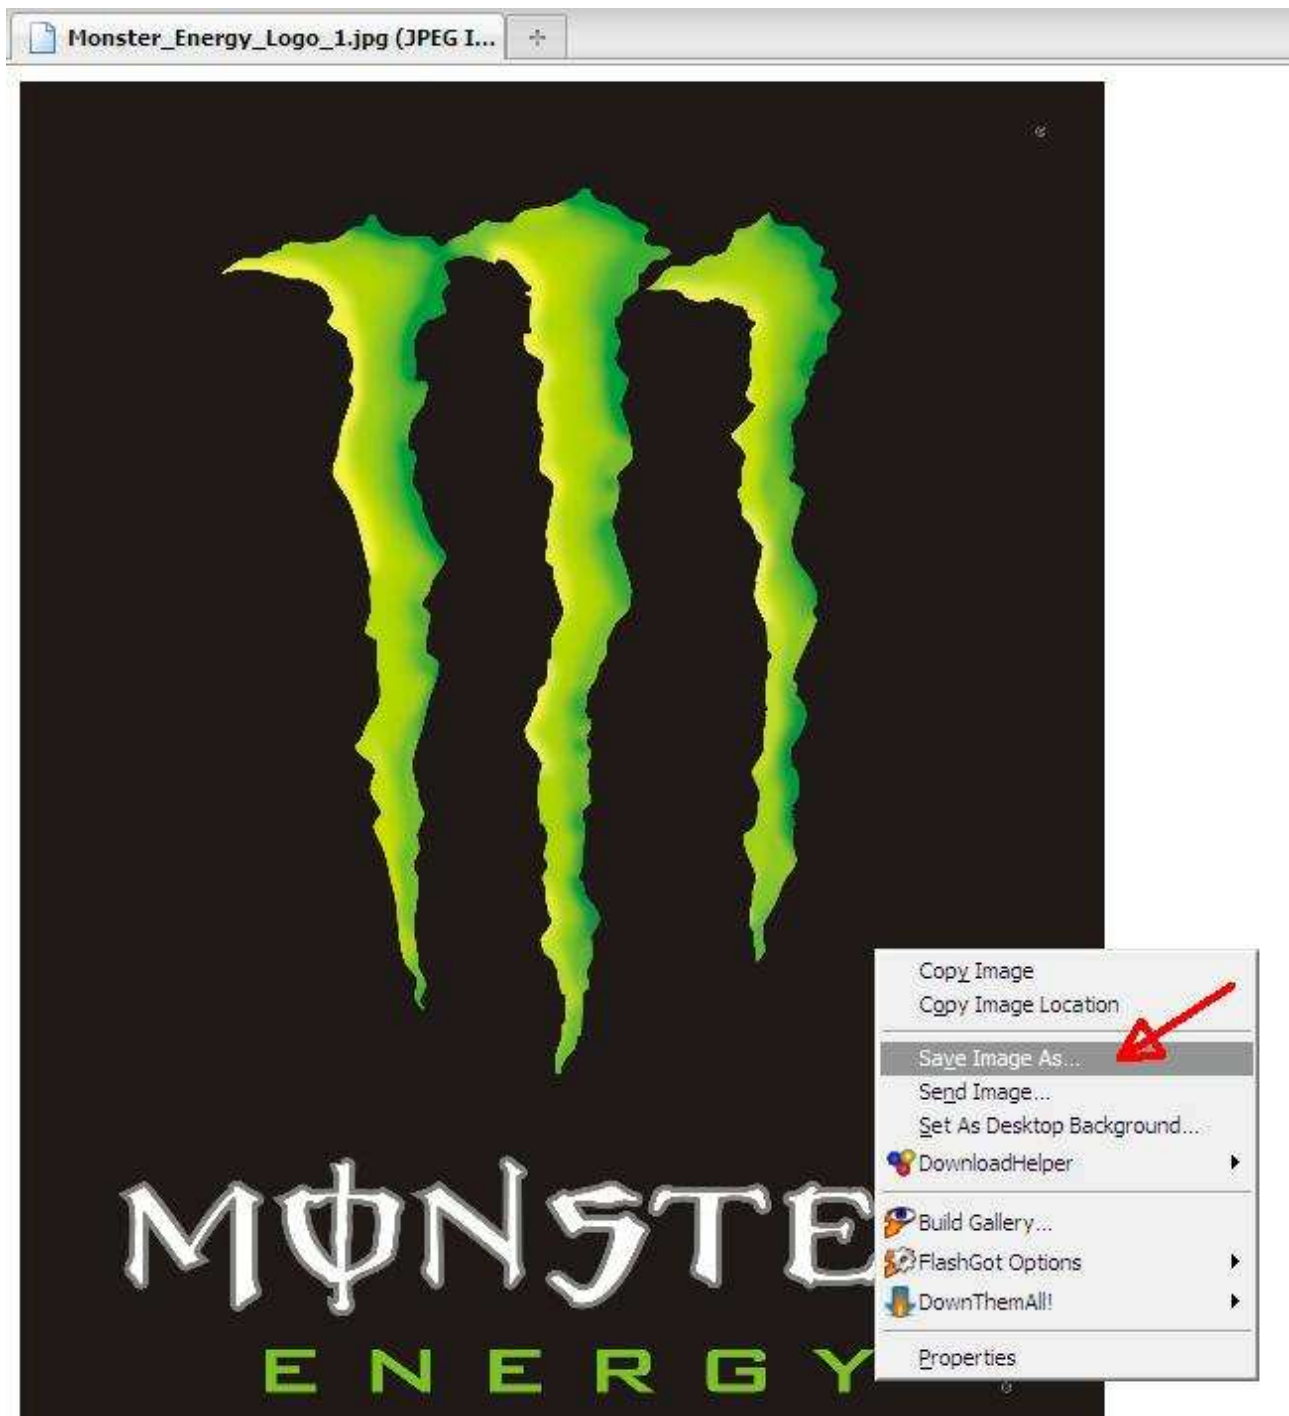 Monster_Energy_Logo_1.jpg (JPEG I...
Copy Image
Copy Image Location
Save Image As...
Send Image...
Set As Desktop Background...
DownloadHelper
Build Gallery...
FlashGot Options
DownThemAll!
Properties
MONSTE
ENERGY